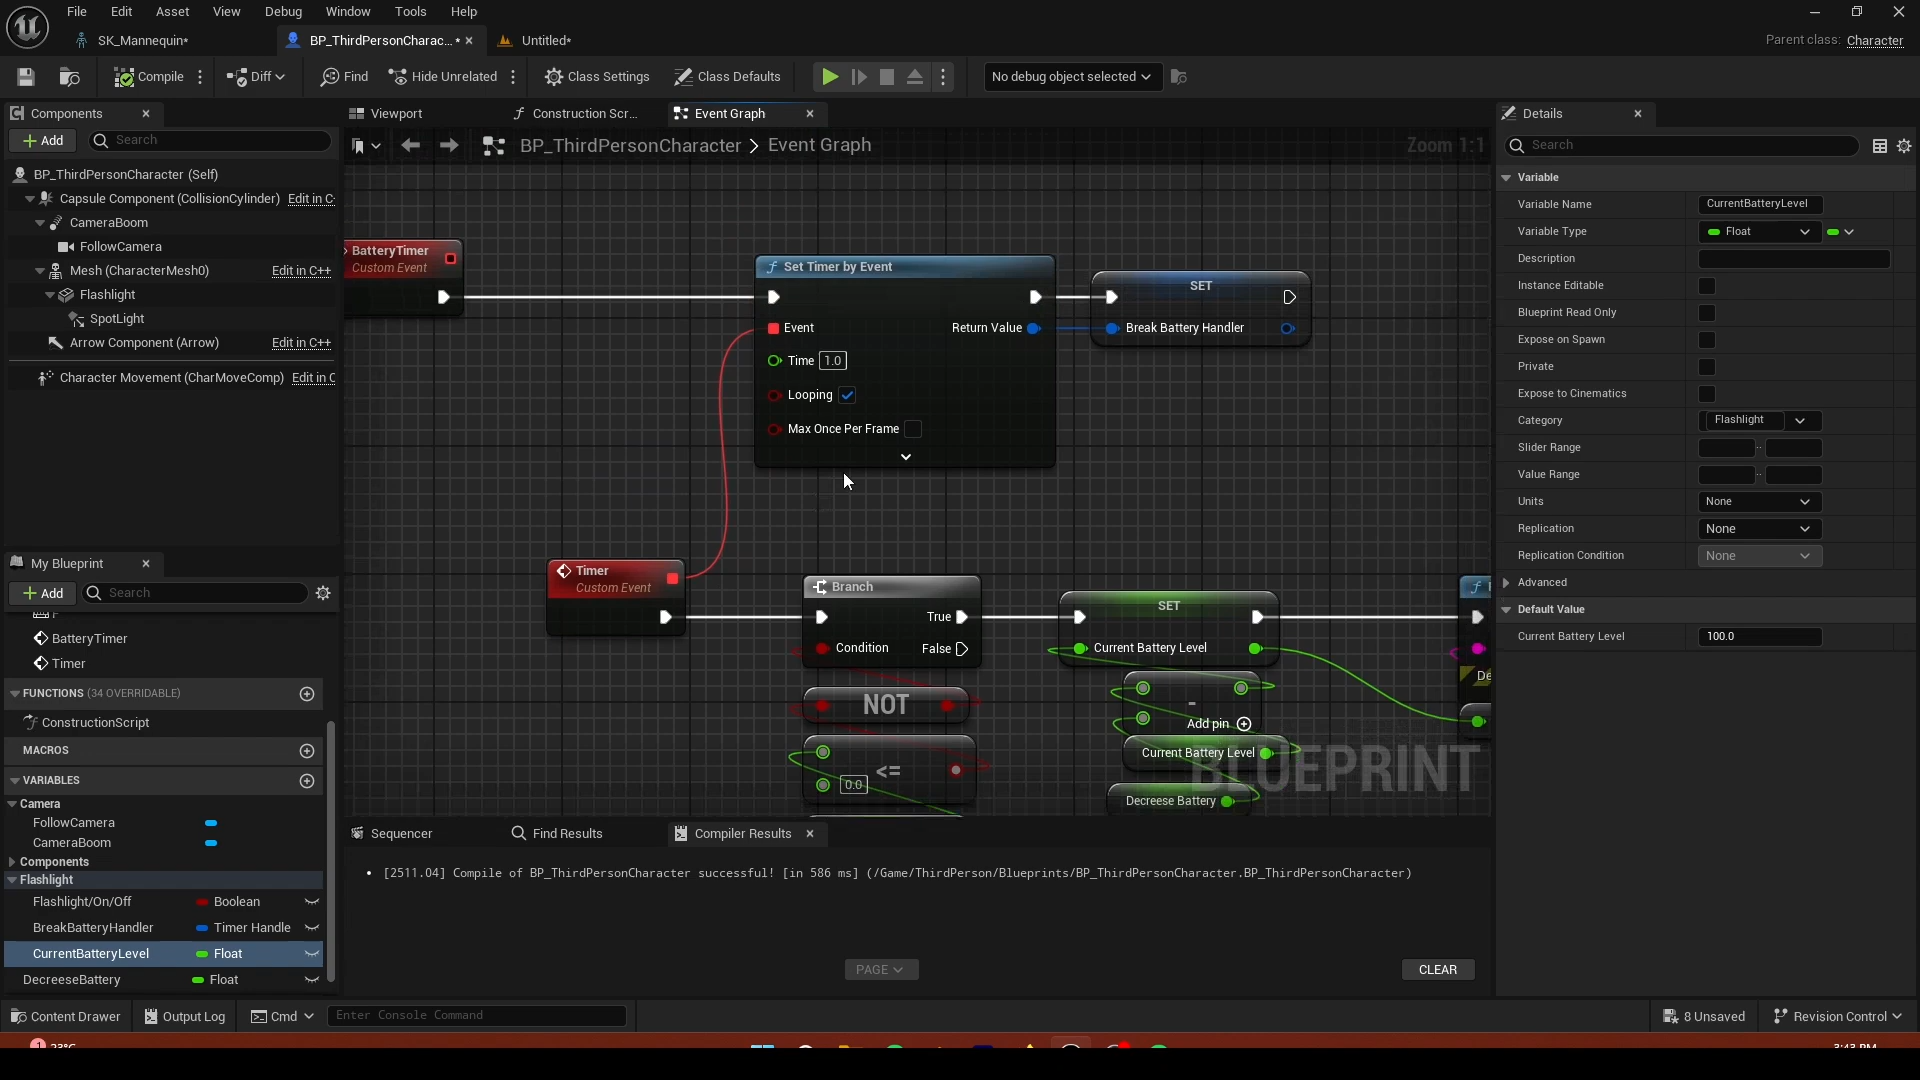 File Edit Asset View Debug Window Tools Help
SK_Mannequin* BP_ThirdPersonCharac... * Untitled* Parent class: Character
Compile Diff Find Hide Unrelated Class Settings Class Defaults No debug object selected
Components
Add Search
BP_ThirdPersonCharacter (Self)
Capsule Component (CollisionCylinder) Edit in C
CameraBoom
FollowCamera
Mesh (CharacterMesh0) Edit in C++
Flashlight
SpotLight
Arrow Component (Arrow) Edit in C++
Character Movement (CharMoveComp) Edit in C
My Blueprint
Add Search
BatteryTimer
Timer
FUNCTIONS (34 OVERRIDABLE)
ConstructionScript
MACROS
VARIABLES
Camera
FollowCamera
CameraBoom
Components
Flashlight
Flashlight/On/Off Boolean
BreakBatteryHandler Timer Handle
CurrentBatteryLevel Float
DecreeseBattery Float
Viewport Construction Scr... Event Graph
BP_ThirdPersonCharacter > Event Graph Zoom 1:1
BatteryTimer
Custom Event
Set Timer by Event
Event Return Value
Time 1.0
Looping
Max Once Per Frame
SET
Break Battery Handler
Timer
Custom Event
Branch
True
Condition False
NOT
<=
0.0
SET
Current Battery Level
-
Add pin
Current Battery Level
Decreese Battery
De
BLUEPRINT
Sequencer Find Results Compiler Results
[2511.04] Compile of BP_ThirdPersonCharacter successful! [in 586 ms] (/Game/ThirdPerson/Blueprints/BP_ThirdPersonCharacter.BP_ThirdPersonCharacter)
PAGE CLEAR
Details
Search
Variable
Variable Name CurrentBatteryLevel
Variable Type Float
Description
Instance Editable
Blueprint Read Only
Expose on Spawn
Private
Expose to Cinematics
Category Flashlight
Slider Range
Value Range
Units None
Replication None
Replication Condition None
Advanced
Default Value
Current Battery Level 100.0
Content Drawer Output Log Cmd Enter Console Command 8 Unsaved Revision Control